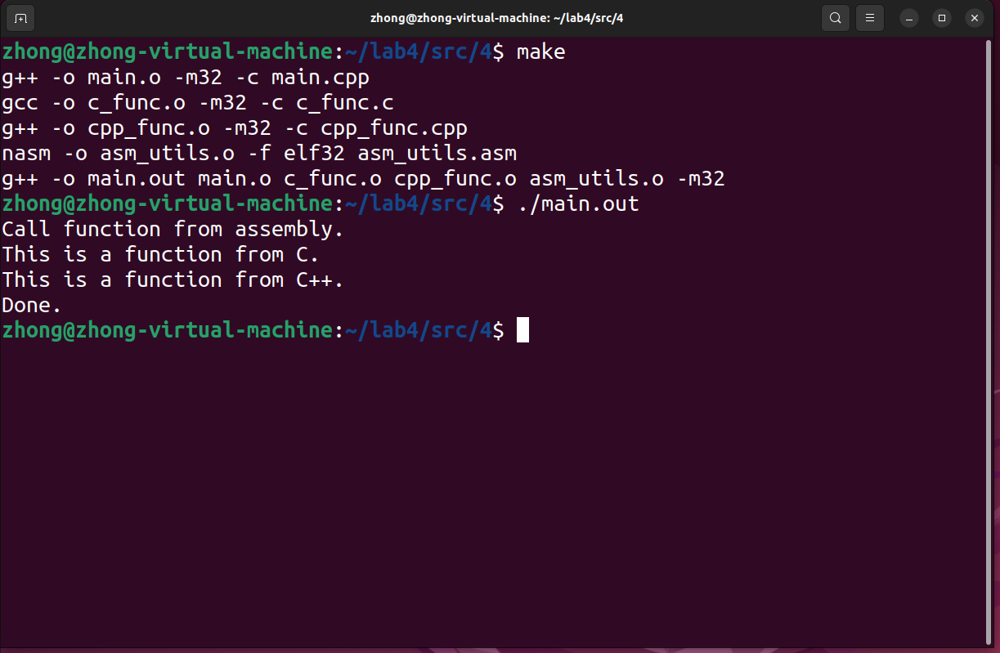 zhong@zhong-virtual-machine: ~/lab4/src/4
zhong@zhong-virtual-machine:~/lab4/src/4$ make
g++ -o main.o -m32 -c main.cpp
gcc -o c_func.o -m32 -c c_func.c
g++ -o cpp_func.o -m32 -c cpp_func.cpp
nasm -o asm_utils.o -f elf32 asm_utils.asm
g++ -o main.out main.o c_func.o cpp_func.o asm_utils.o -m32
zhong@zhong-virtual-machine:~/lab4/src/4$ ./main.out
Call function from assembly.
This is a function from C.
This is a function from C++.
Done.
zhong@zhong-virtual-machine:~/lab4/src/4$